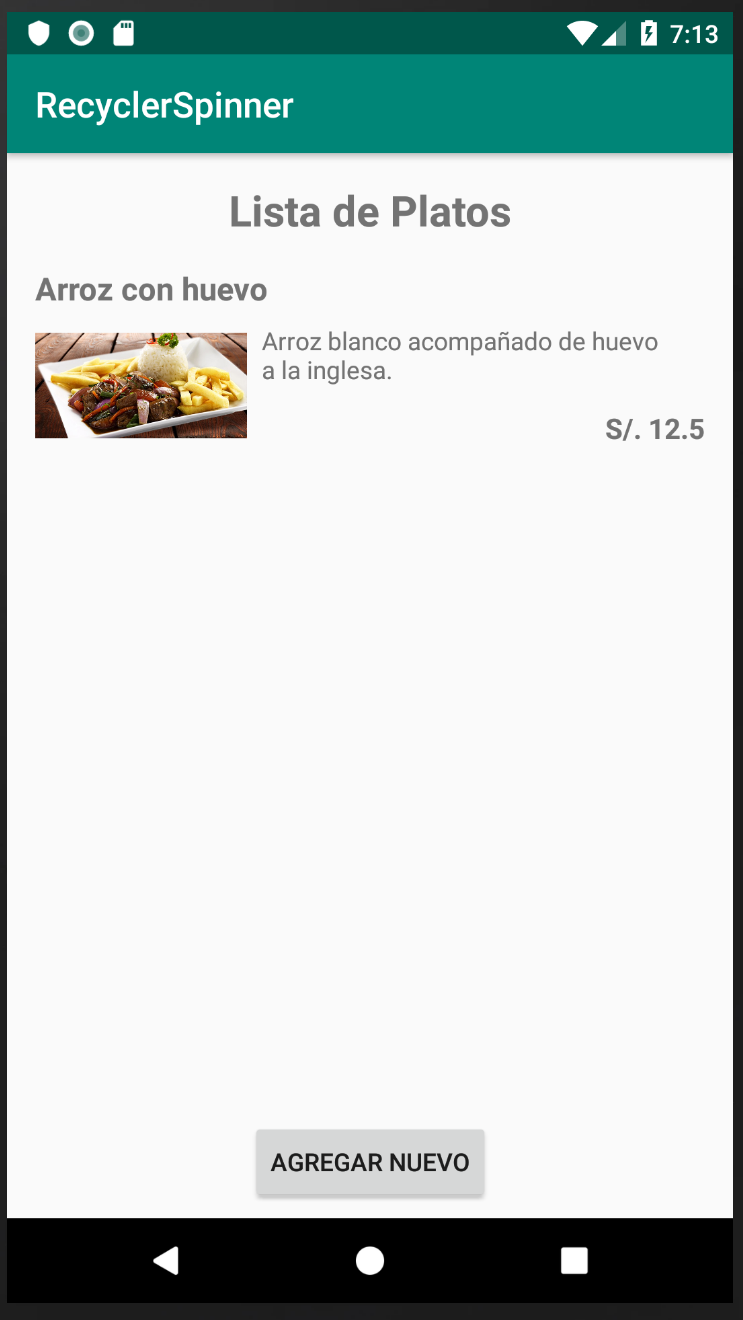 7:13
RecyclerSpinner
Lista de Platos
Arroz con huevo
Arroz blanco acompañado de huevo
a la inglesa.
S/. 12.5
AGREGAR NUEVO